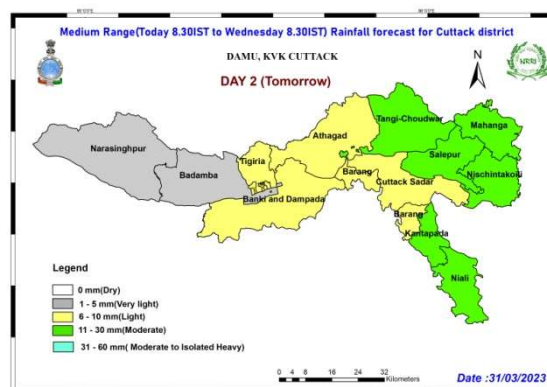 Medium Range(Today 8.30IST to Wednesday 8.30IST) Rainfall forecast for Cuttack district
DAMU, KVK CUTTACK
N
DAY 2 (Tomorrow)
NRRI
Tangi-Choudwar
Mahanga
Athagad
Narasinghpur
Salepur
Tigiria
Badamba
Barang
Nischintakoili
Cuttack Sadar
Banki and Dampada
Barang
Kantapada
Niali
Legend
0 mm(Dry)
1 - 5 mm(Very light)
6 - 10 mm(Light)
11 - 30 mm(Moderate)
31 - 60 mm( Moderate to Isolated Heavy)
0 4 8 16 24 32
Kilometers
Date :31/03/2023